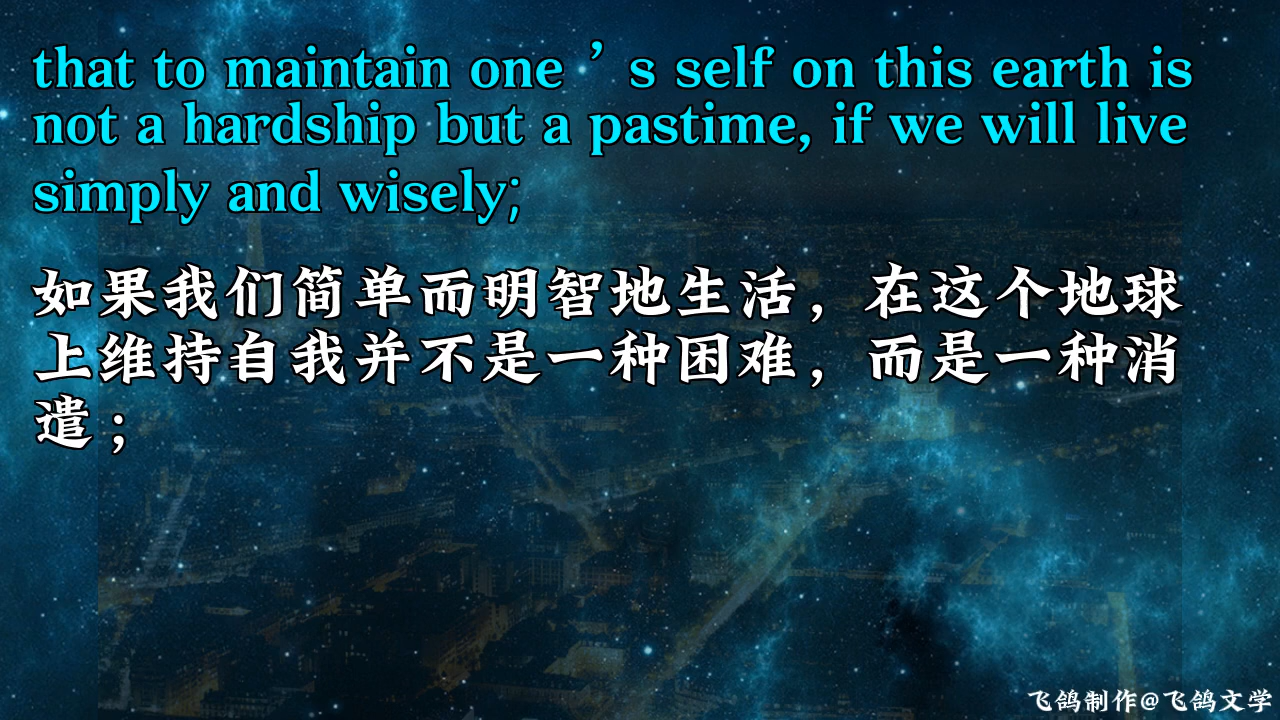 that to maintain one ’ s self on this earth is
not a hardship but a pastime, if we will live
simply and wisely;
如果我们简单而明智地生活，在这个地球
上维持自我并不是一种困难，而是一种消
遣；
飞鸽制作@飞鸽文学